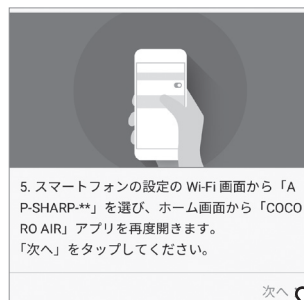 5. スマートフォンの設定の Wi-Fi 画面から「A
P-SHARP-**」を選び、ホーム画面から「COCO
RO AIR」アプリを再度開きます。
「次へ」をタップしてください。
次へ